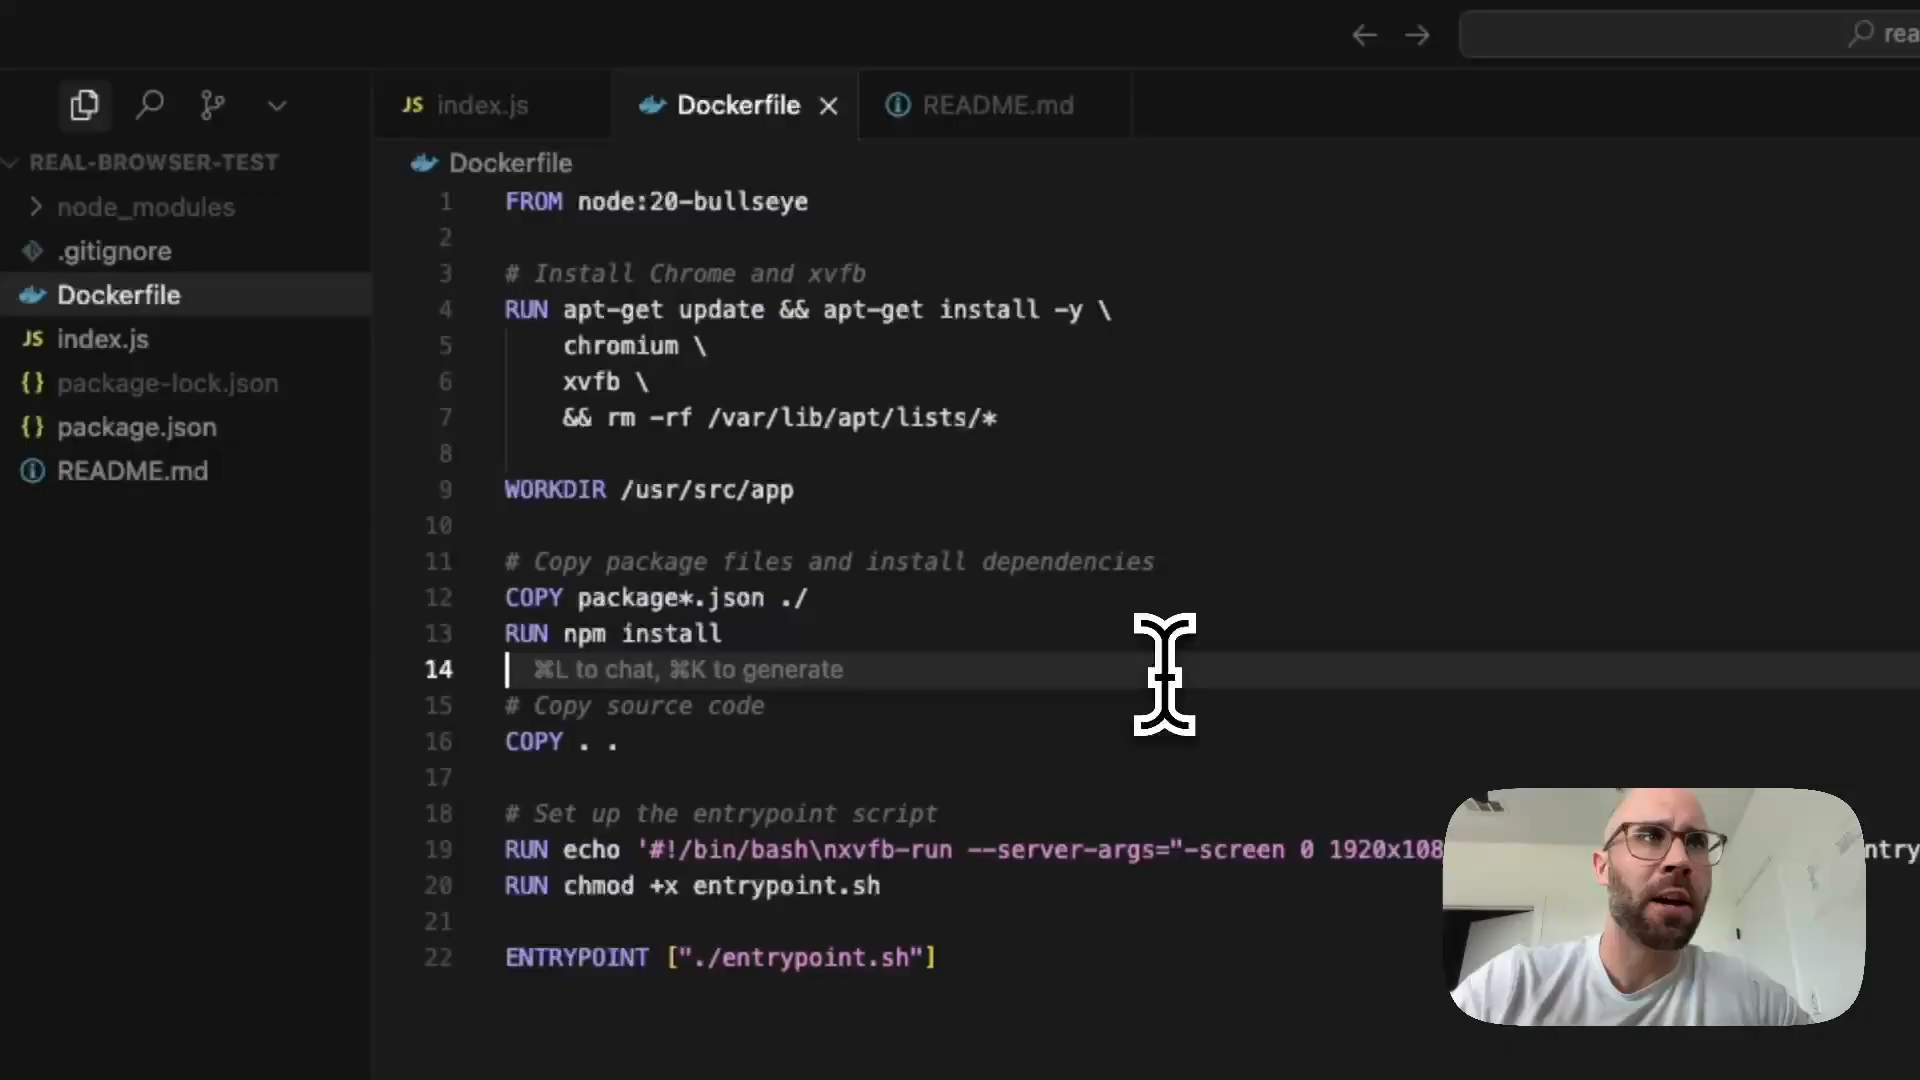 rea
JS index.js
Dockerfile
README.md
REAL-BROWSER-TEST
node_modules
.gitignore
Dockerfile
JS index.js
{} package-lock.json
{} package.json
README.md
Dockerfile
1 FROM node:20-bullseye
2
3 # Install Chrome and xvfb
4 RUN apt-get update && apt-get install -y \
5 chromium \
6 xvfb \
7 && rm -rf /var/lib/apt/lists/*
8
9 WORKDIR /usr/src/app
10
11 # Copy package files and install dependencies
12 COPY package*.json ./
13 RUN npm install
14 ⌘L to chat, ⌘K to generate
15 # Copy source code
16 COPY . .
17
18 # Set up the entrypoint script
19 RUN echo '#!/bin/bash\nxvfb-run --server-args="-screen 0 1920x108 ntry
20 RUN chmod +x entrypoint.sh
21
22 ENTRYPOINT ["./entrypoint.sh"]